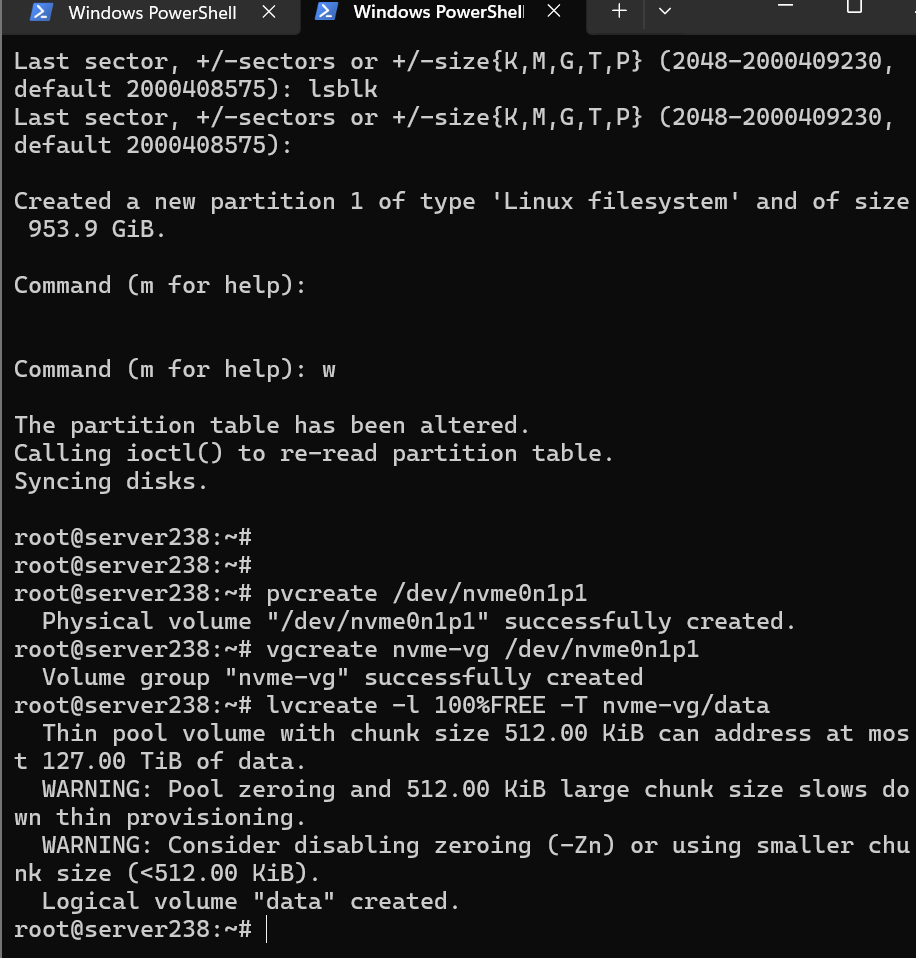 Windows PowerShell
Windows PowerShell
Last sector, +/-sectors or +/-size{K,M,G,T,P} (2048-2000409230,
default 2000408575): lsblk
Last sector, +/-sectors or +/-size{K,M,G,T,P} (2048-2000409230,
default 2000408575):
Created a new partition 1 of type 'Linux filesystem' and of size
953.9 GiB.
Command (m for help):
Command (m for help): w
The partition table has been altered.
Calling ioctl() to re-read partition table.
Syncing disks.
root@server238:~#
root@server238:~#
root@server238:~# pvcreate /dev/nvme0n1p1
Physical volume "/dev/nvme0n1p1" successfully created.
root@server238:~# vgcreate nvme-vg /dev/nvme0n1p1
Volume group "nvme-vg" successfully created
root@server238:~# lvcreate -l 100%FREE -T nvme-vg/data
Thin pool volume with chunk size 512.00 KiB can address at mos
t 127.00 TiB of data.
WARNING: Pool zeroing and 512.00 KiB large chunk size slows do
wn thin provisioning.
WARNING: Consider disabling zeroing (-Zn) or using smaller chu
nk size (<512.00 KiB).
Logical volume "data" created.
root@server238:~#